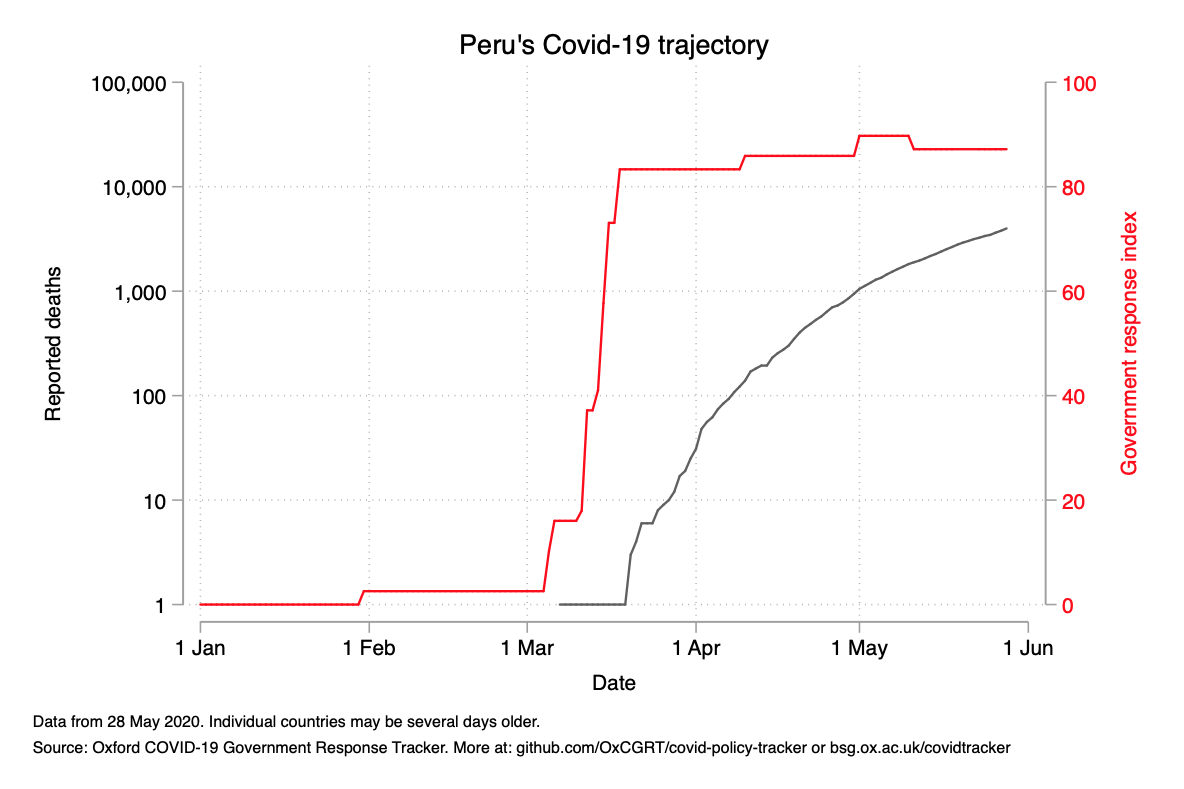 Peru's Covid-19 trajectory
100,000
10,000
1,000
100
10
1
Reported deaths
100
80
60
40
20
0
Government response index
1 Jan 1 Feb 1 Mar 1 Apr 1 May 1 Jun
Date
Data from 28 May 2020. Individual countries may be several days older.
Source: Oxford COVID-19 Government Response Tracker. More at: github.com/OxCGRT/covid-policy-tracker or bsg.ox.ac.uk/covidtracker